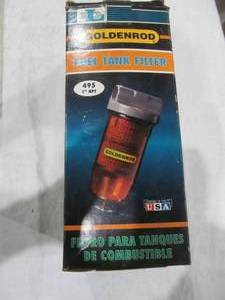 GOLDENROD
FUEL TANK FILTER
495
1" NPT
GOLDENROD
USA
FILTRO PARA TANQUES
DE COMBUSTIBLE